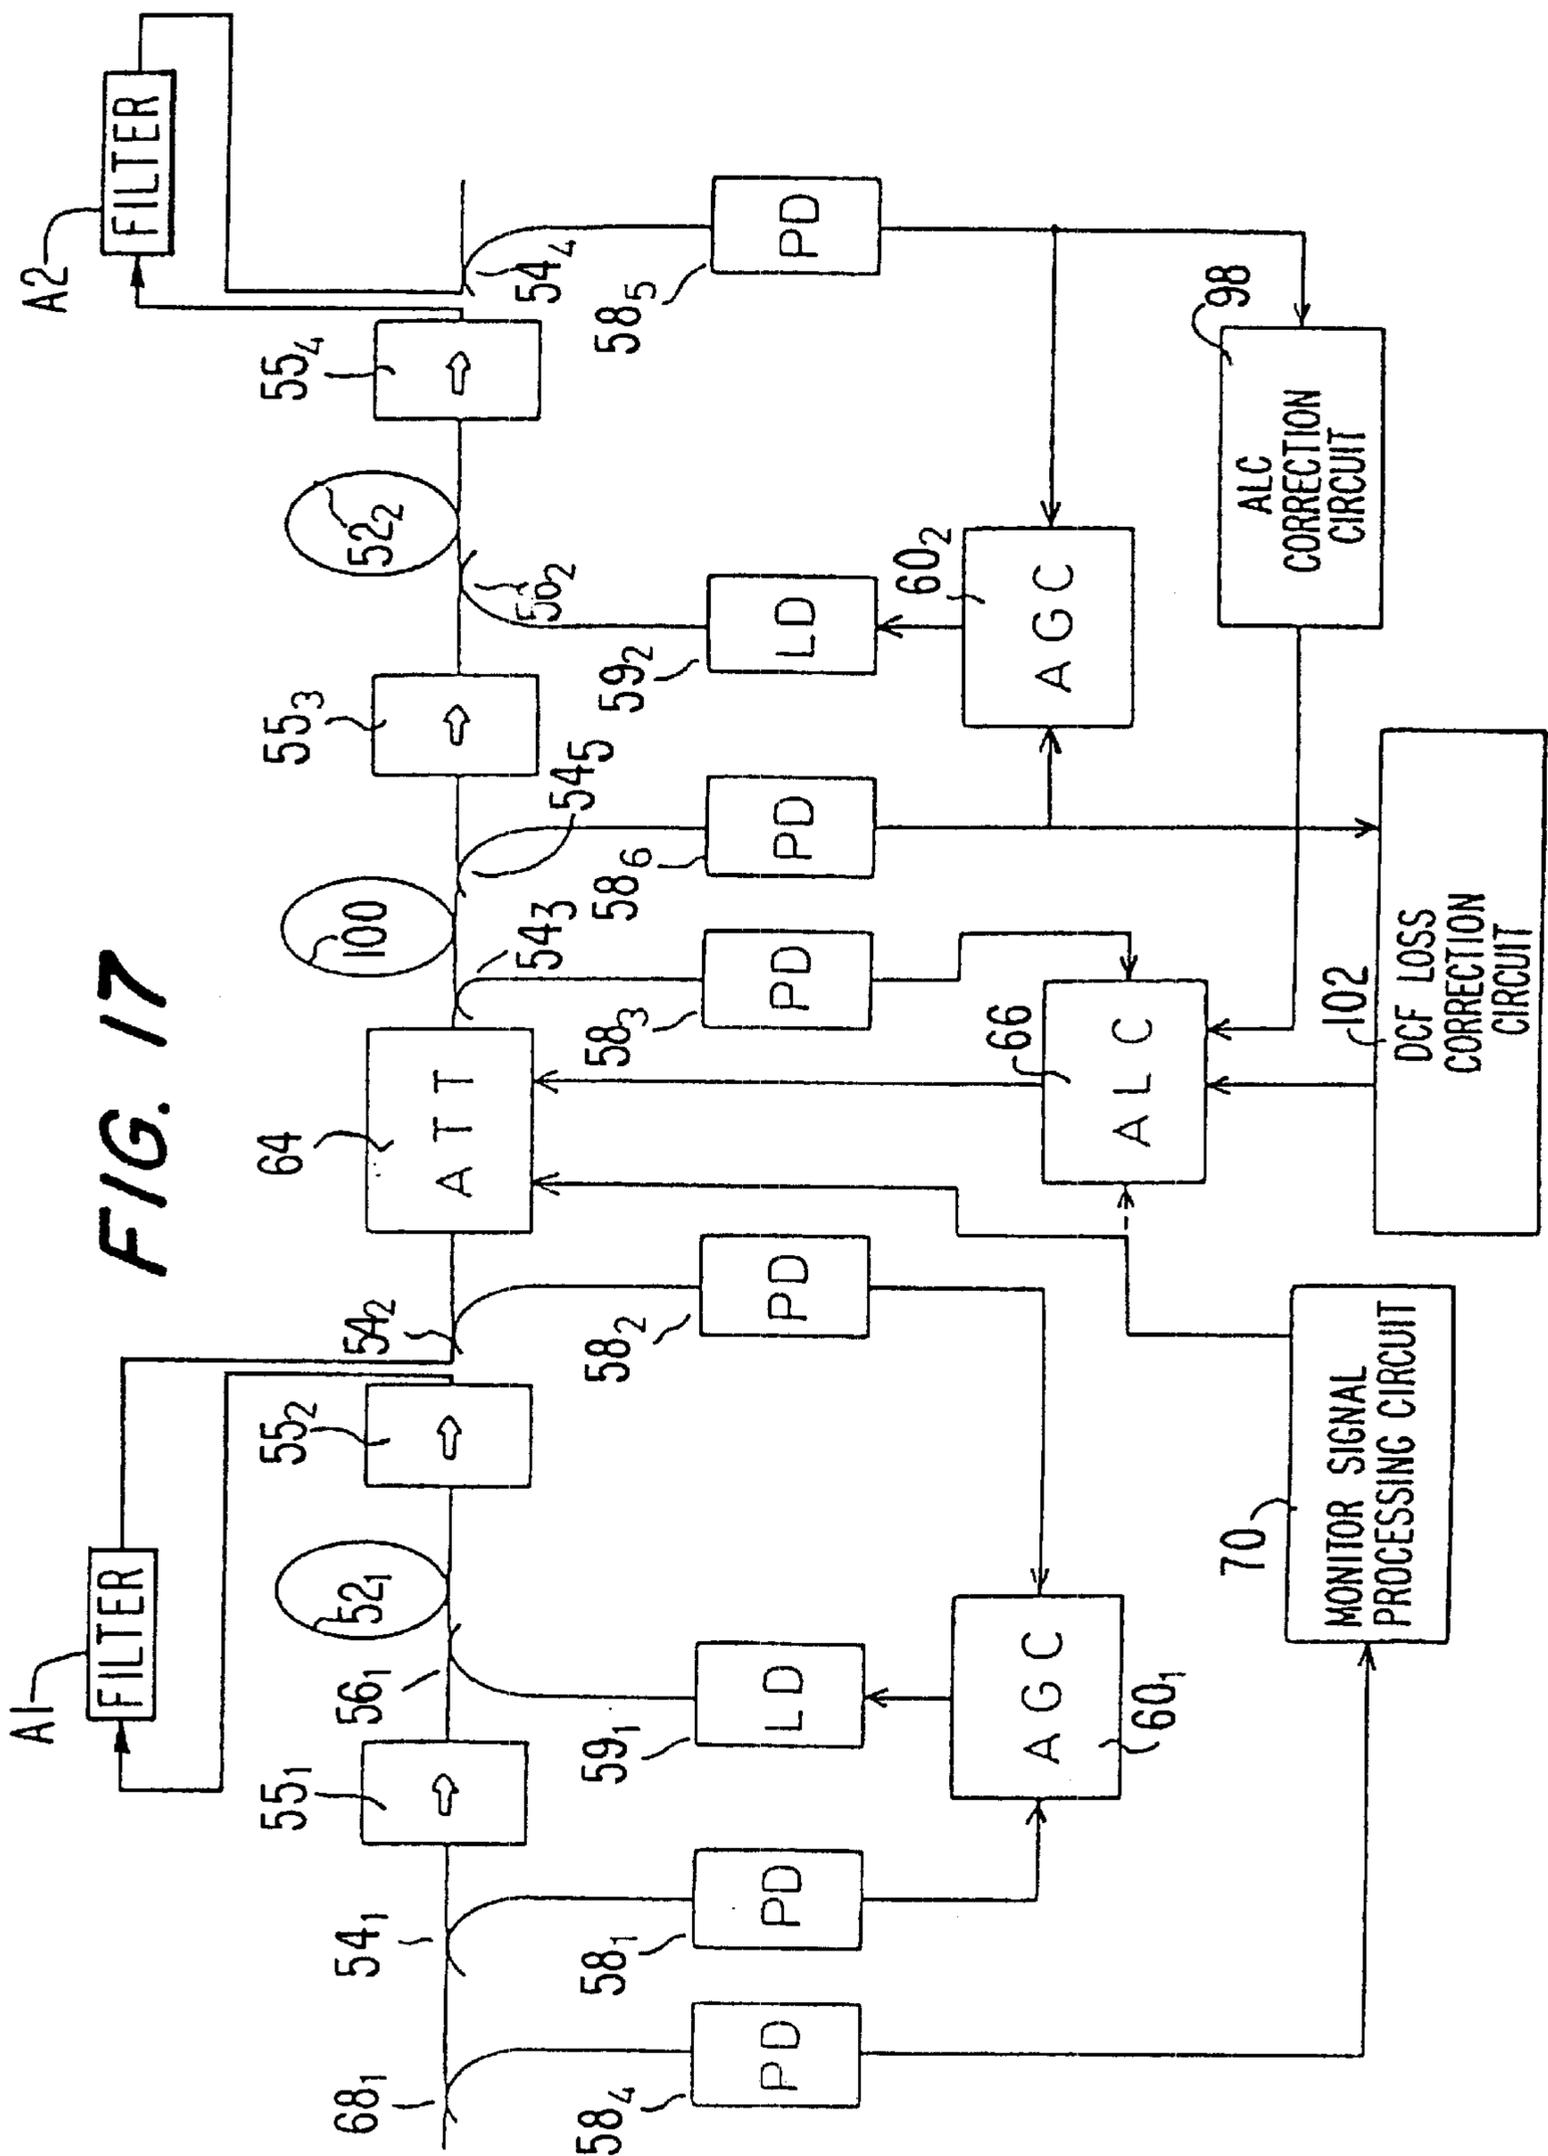 FIG. 17
A1
FILTER
A2
FILTER
68₁
54₁
55₁
56₁
52₁
55₂
54₂
64
ATT
54₃
100
54₅
55₃
56₂
52₂
55₄
54₄
58₄
PD
58₁
PD
59₁
LD
58₂
PD
58₃
PD
58₆
PD
59₂
LD
58₅
PD
AGC
60₁
66
ALC
60₂
AGC
70
MONITOR SIGNAL
PROCESSING CIRCUIT
102
DCF LOSS
CORRECTION
CIRCUIT
98
ALC
CORRECTION
CIRCUIT